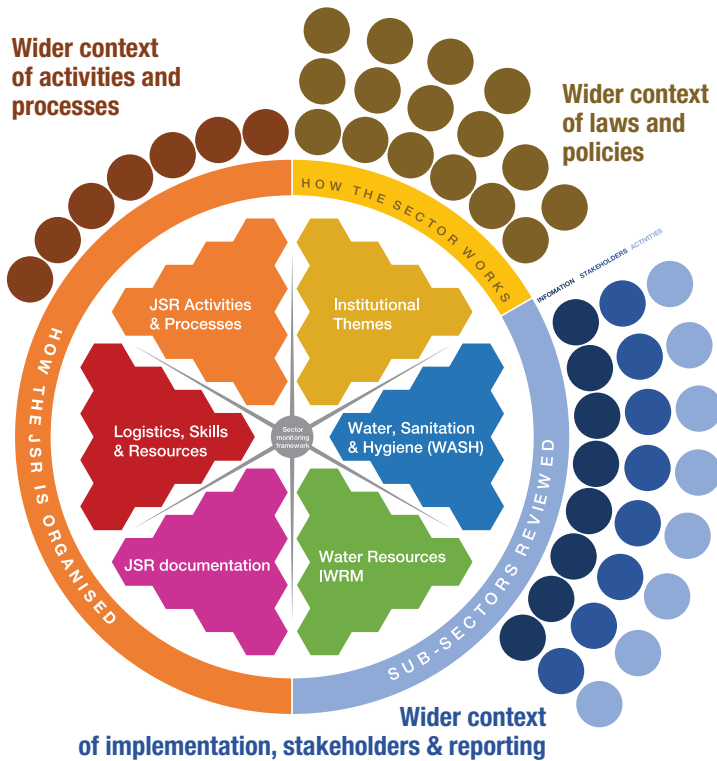 Wider context
of activities and
processes
Wider context
of laws and
policies
HOW THE SECTOR WORKS
INFOMATION STAKEHOLDERS ACTIVITIES
JSR Activities
& Processes
Institutional
Themes
HOW THE JSR IS ORGANISED
Logistics, Skills
& Resources
Sector
monitoring
framework
Water, Sanitation
& Hygiene (WASH)
JSR documentation
Water Resources
IWRM
SUB-SECTORS REVIEWED
Wider context
of implementation, stakeholders & reporting